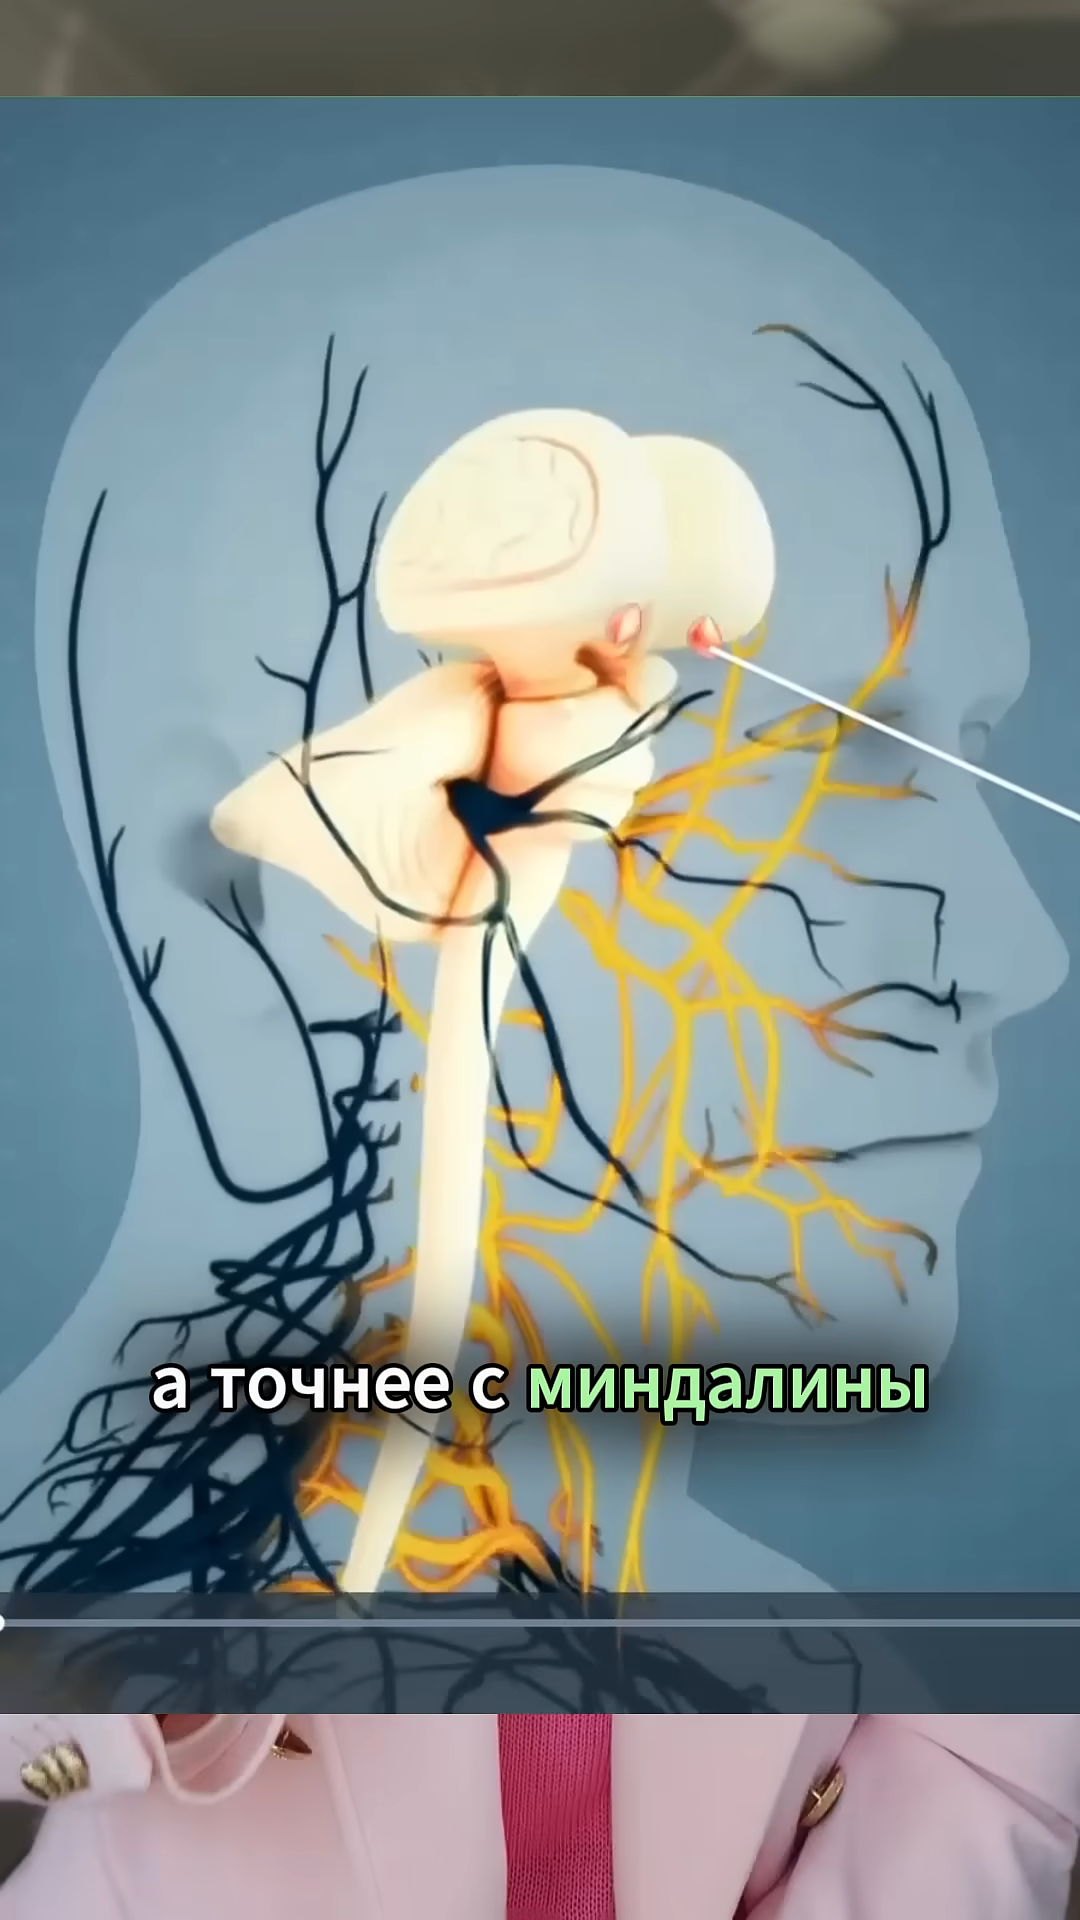 а точнее с миндалины